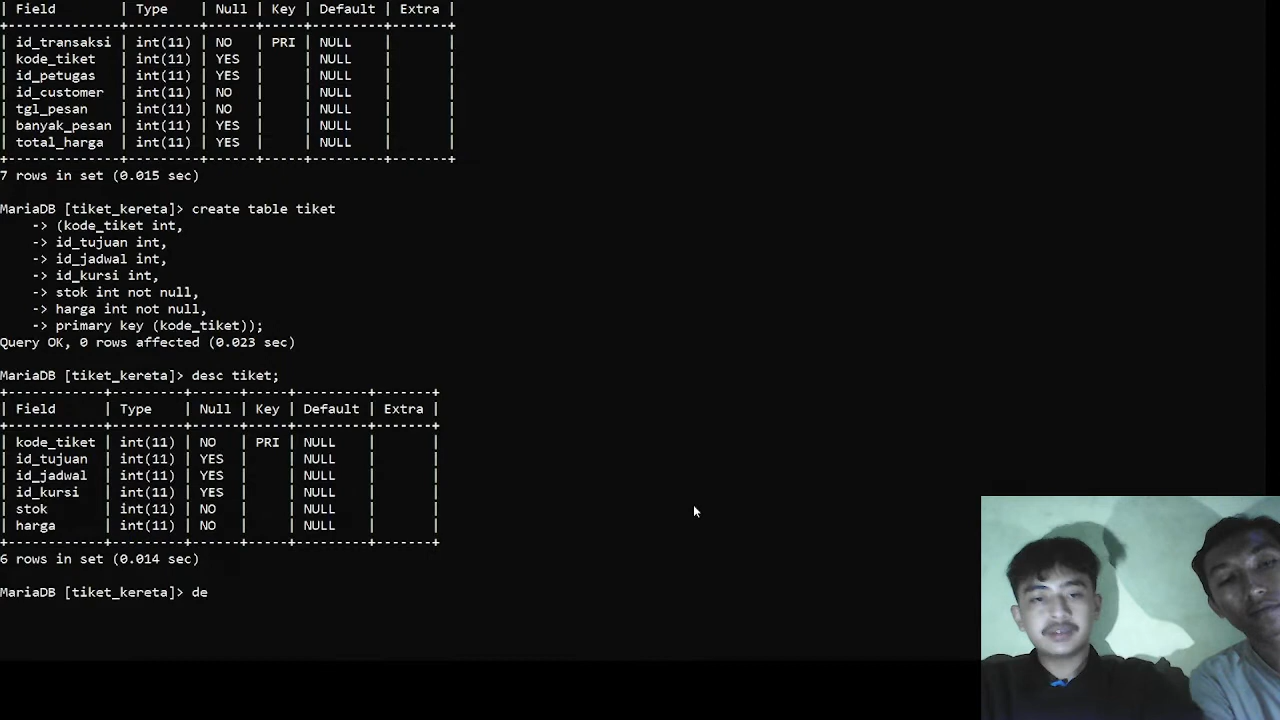 | Field | Type | Null | Key | Default | Extra |
+--------------+---------+------+-----+---------+-------+
| id_transaksi | int(11) | NO | PRI | NULL | |
| kode_tiket | int(11) | YES | | NULL | |
| id_petugas | int(11) | YES | | NULL | |
| id_customer | int(11) | NO | | NULL | |
| tgl_pesan | int(11) | NO | | NULL | |
| banyak_pesan | int(11) | YES | | NULL | |
| total_harga | int(11) | YES | | NULL | |
+--------------+---------+------+-----+---------+-------+
7 rows in set (0.015 sec)
MariaDB [tiket_kereta]> create table tiket
-> (kode_tiket int,
-> id_tujuan int,
-> id_jadwal int,
-> id_kursi int,
-> stok int not null,
-> harga int not null,
-> primary key (kode_tiket));
Query OK, 0 rows affected (0.023 sec)
MariaDB [tiket_kereta]> desc tiket;
+------------+---------+------+-----+---------+-------+
| Field | Type | Null | Key | Default | Extra |
+------------+---------+------+-----+---------+-------+
| kode_tiket | int(11) | NO | PRI | NULL | |
| id_tujuan | int(11) | YES | | NULL | |
| id_jadwal | int(11) | YES | | NULL | |
| id_kursi | int(11) | YES | | NULL | |
| stok | int(11) | NO | | NULL | |
| harga | int(11) | NO | | NULL | |
+------------+---------+------+-----+---------+-------+
6 rows in set (0.014 sec)
MariaDB [tiket_kereta]> de